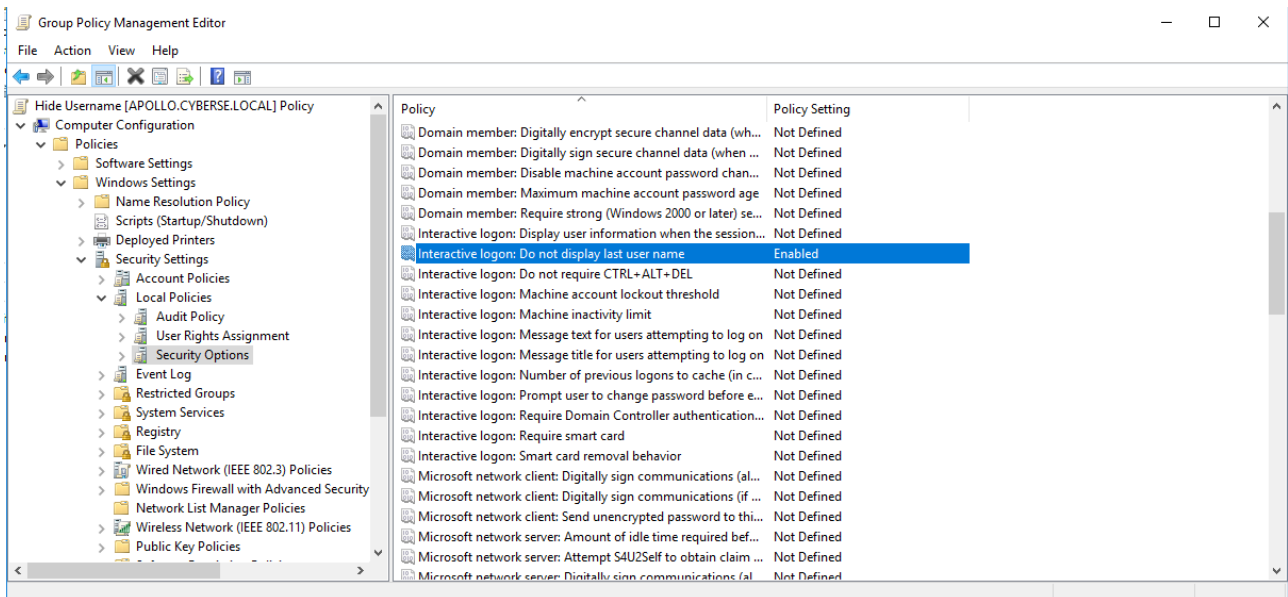 Group Policy Management Editor
File Action View Help
Hide Username [APOLLO.CYBERSE.LOCAL] Policy
Computer Configuration
Policies
Software Settings
Windows Settings
Name Resolution Policy
Scripts (Startup/Shutdown)
Deployed Printers
Security Settings
Account Policies
Local Policies
Audit Policy
User Rights Assignment
Security Options
Event Log
Restricted Groups
System Services
Registry
File System
Wired Network (IEEE 802.3) Policies
Windows Firewall with Advanced Security
Network List Manager Policies
Wireless Network (IEEE 802.11) Policies
Public Key Policies
Policy Policy Setting
Domain member: Digitally encrypt secure channel data (wh... Not Defined
Domain member: Digitally sign secure channel data (when ... Not Defined
Domain member: Disable machine account password chan... Not Defined
Domain member: Maximum machine account password age Not Defined
Domain member: Require strong (Windows 2000 or later) se... Not Defined
Interactive logon: Display user information when the session... Not Defined
Interactive logon: Do not display last user name Enabled
Interactive logon: Do not require CTRL+ALT+DEL Not Defined
Interactive logon: Machine account lockout threshold Not Defined
Interactive logon: Machine inactivity limit Not Defined
Interactive logon: Message text for users attempting to log on Not Defined
Interactive logon: Message title for users attempting to log on Not Defined
Interactive logon: Number of previous logons to cache (in c... Not Defined
Interactive logon: Prompt user to change password before e... Not Defined
Interactive logon: Require Domain Controller authentication... Not Defined
Interactive logon: Require smart card Not Defined
Interactive logon: Smart card removal behavior Not Defined
Microsoft network client: Digitally sign communications (al... Not Defined
Microsoft network client: Digitally sign communications (if ... Not Defined
Microsoft network client: Send unencrypted password to thi... Not Defined
Microsoft network server: Amount of idle time required bef... Not Defined
Microsoft network server: Attempt S4U2Self to obtain claim ... Not Defined
Microsoft network server: Digitally sign communications (al... Not Defined